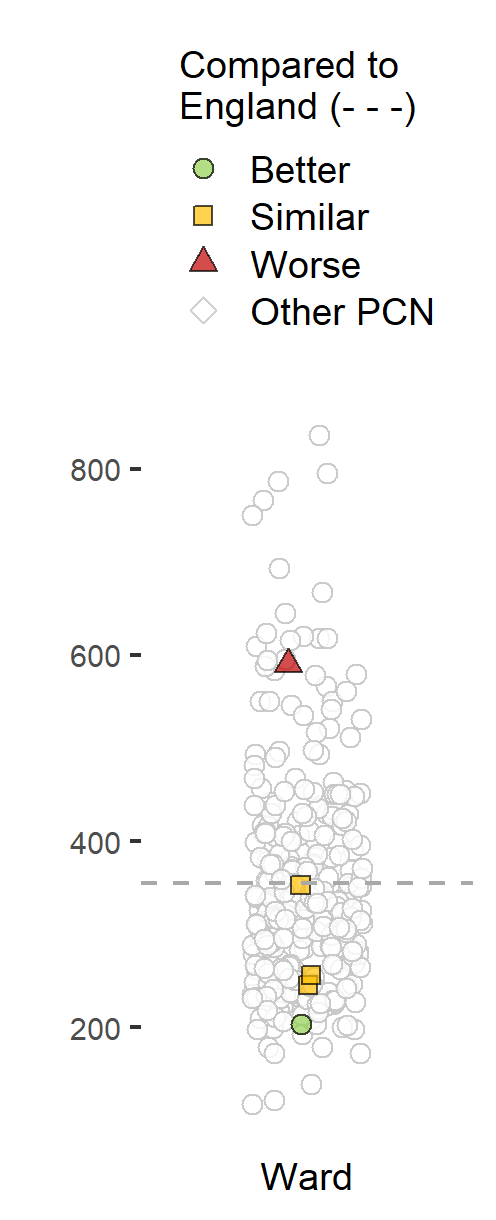 Compared to
England (- - -)
Better
Similar
Worse
Other PCN
800
600
400
200
Ward